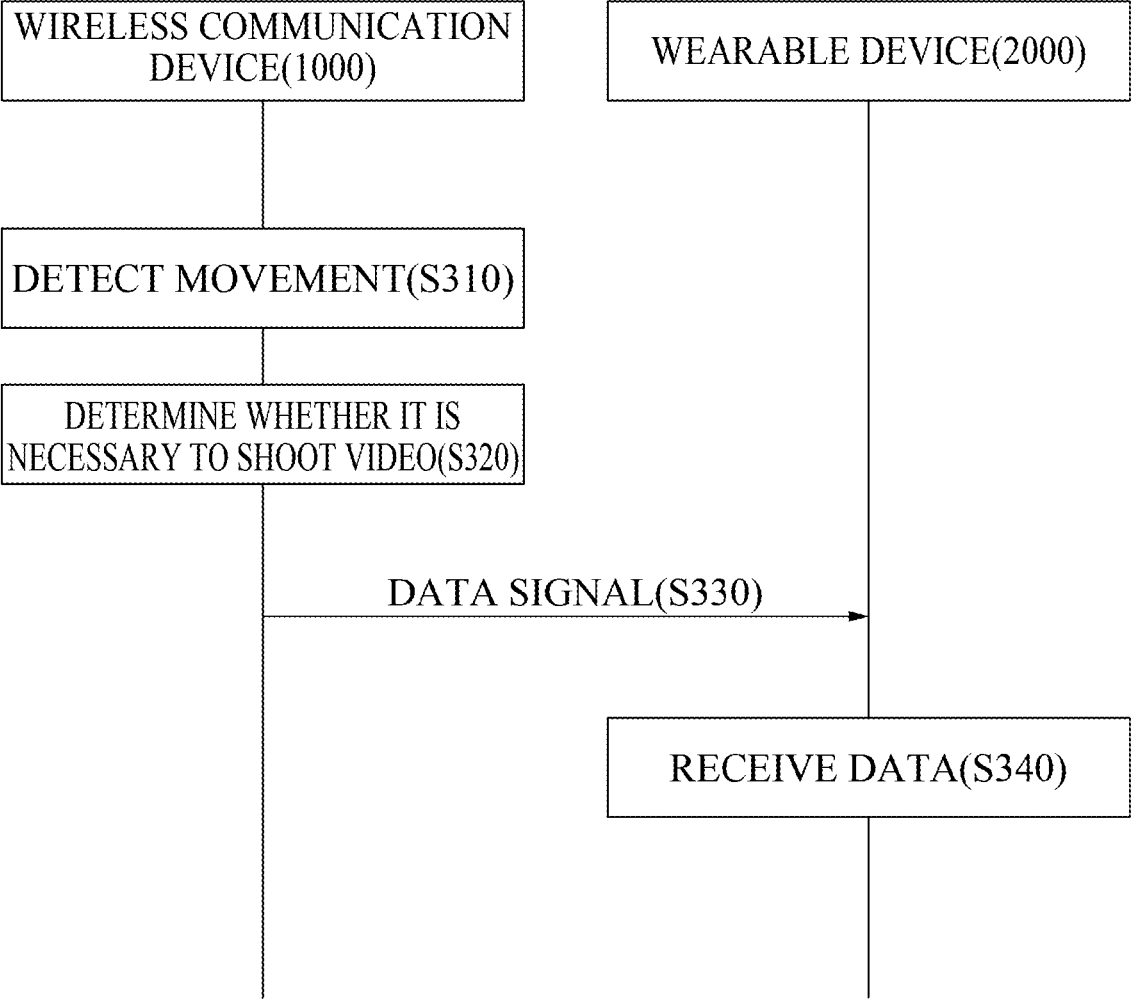 WIRELESS COMMUNICATION
DEVICE(1000)
WEARABLE DEVICE(2000)
DETECT MOVEMENT(S310)
DETERMINE WHETHER IT IS
NECESSARY TO SHOOT VIDEO(S320)
DATA SIGNAL(S330)
RECEIVE DATA(S340)